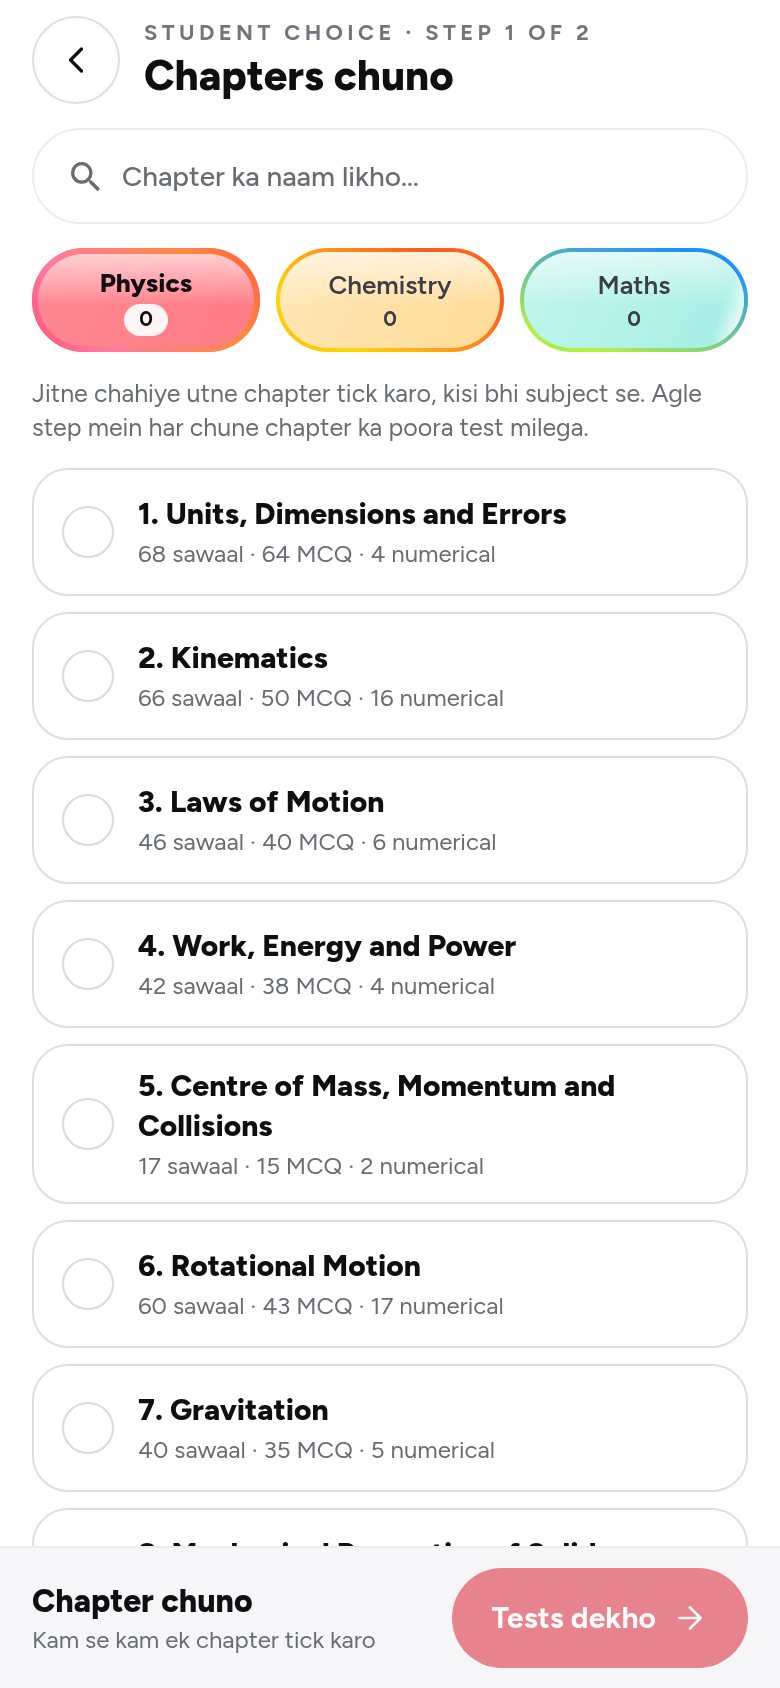 STUDENT CHOICE · STEP 1 OF 2
Chapters chuno
Chapter ka naam likho...
Physics
0
Chemistry
0
Maths
0
Jitne chahiye utne chapter tick karo, kisi bhi subject se. Agle
step mein har chune chapter ka poora test milega.
1. Units, Dimensions and Errors
68 sawaal · 64 MCQ · 4 numerical
2. Kinematics
66 sawaal · 50 MCQ · 16 numerical
3. Laws of Motion
46 sawaal · 40 MCQ · 6 numerical
4. Work, Energy and Power
42 sawaal · 38 MCQ · 4 numerical
5. Centre of Mass, Momentum and
Collisions
17 sawaal · 15 MCQ · 2 numerical
6. Rotational Motion
60 sawaal · 43 MCQ · 17 numerical
7. Gravitation
40 sawaal · 35 MCQ · 5 numerical
Chapter chuno
Kam se kam ek chapter tick karo
Tests dekho →